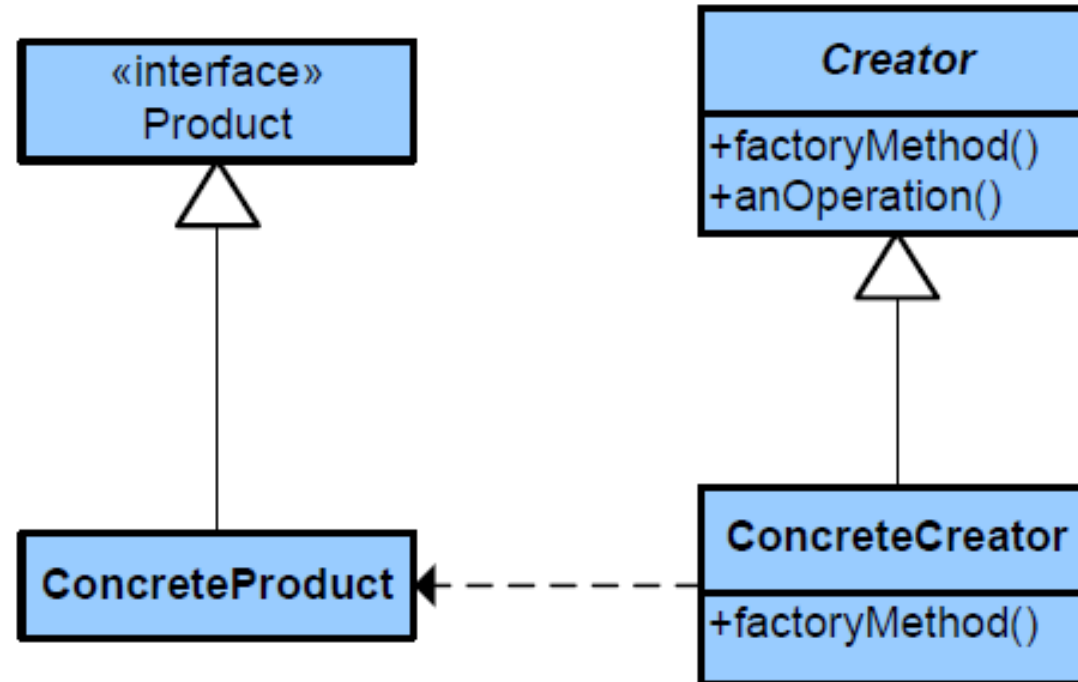 «interface»
Product
Creator
+factoryMethod()
+anOperation()
ConcreteProduct
ConcreteCreator
+factoryMethod()